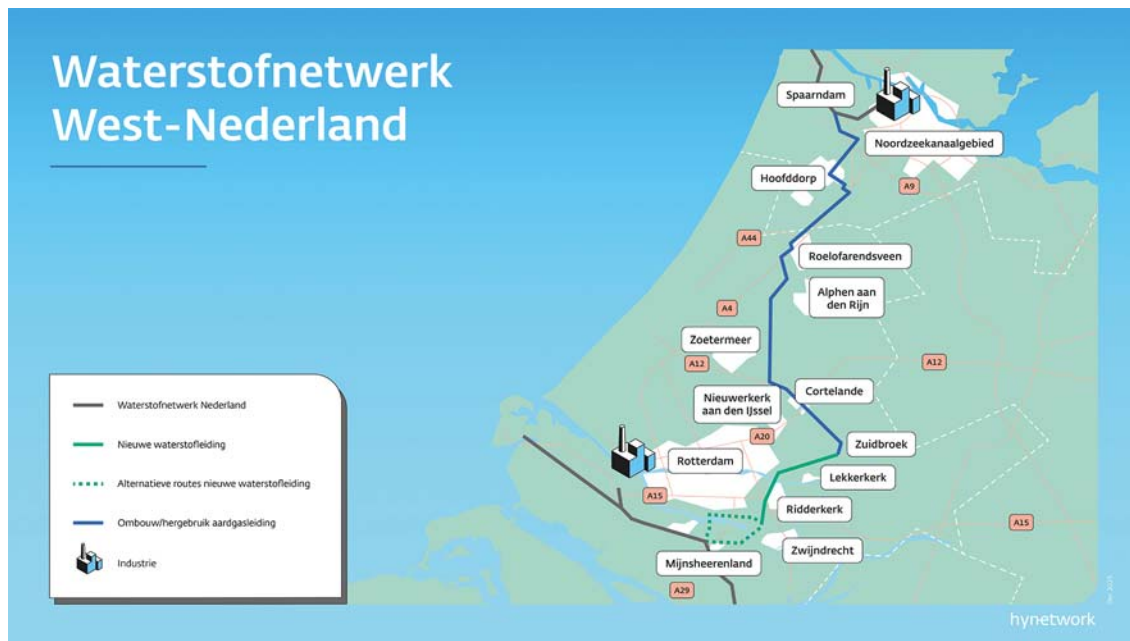 Waterstofnetwerk
West-Nederland
Spaarndam
Noordzeekanaalgebied
Hoofddorp
A9
A44
Roelofarendsveen
Alphen aan
den Rijn
A4
Zoetermeer
A12
A12
Cortelande
Nieuwerkerk
aan den IJssel
A20
Zuidbroek
Rotterdam
Lekkerkerk
A15
Ridderkerk
A15
Zwijndrecht
Mijnsheerenland
A29
Waterstofnetwerk Nederland
Nieuwe waterstofleiding
Alternatieve routes nieuwe waterstofleiding
Ombouw/hergebruik aardgasleiding
Industrie
hynetwork